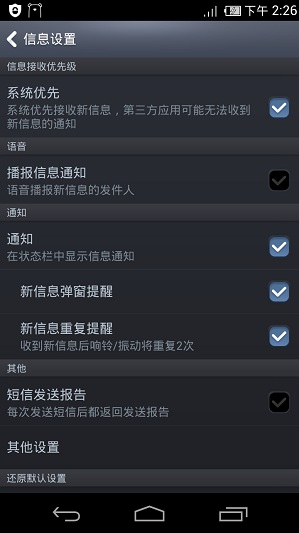 下午 2:26
信息设置
信息接收优先级
系统优先
系统优先接收新信息，第三方应用可能无法收到
新信息的通知
语音
播报信息通知
语音播报新信息的发件人
通知
通知
在状态栏中显示信息通知
新信息弹窗提醒
新信息重复提醒
收到新信息后响铃/振动将重复2次
其他
短信发送报告
每次发送短信后都返回发送报告
其他设置
还原默认设置